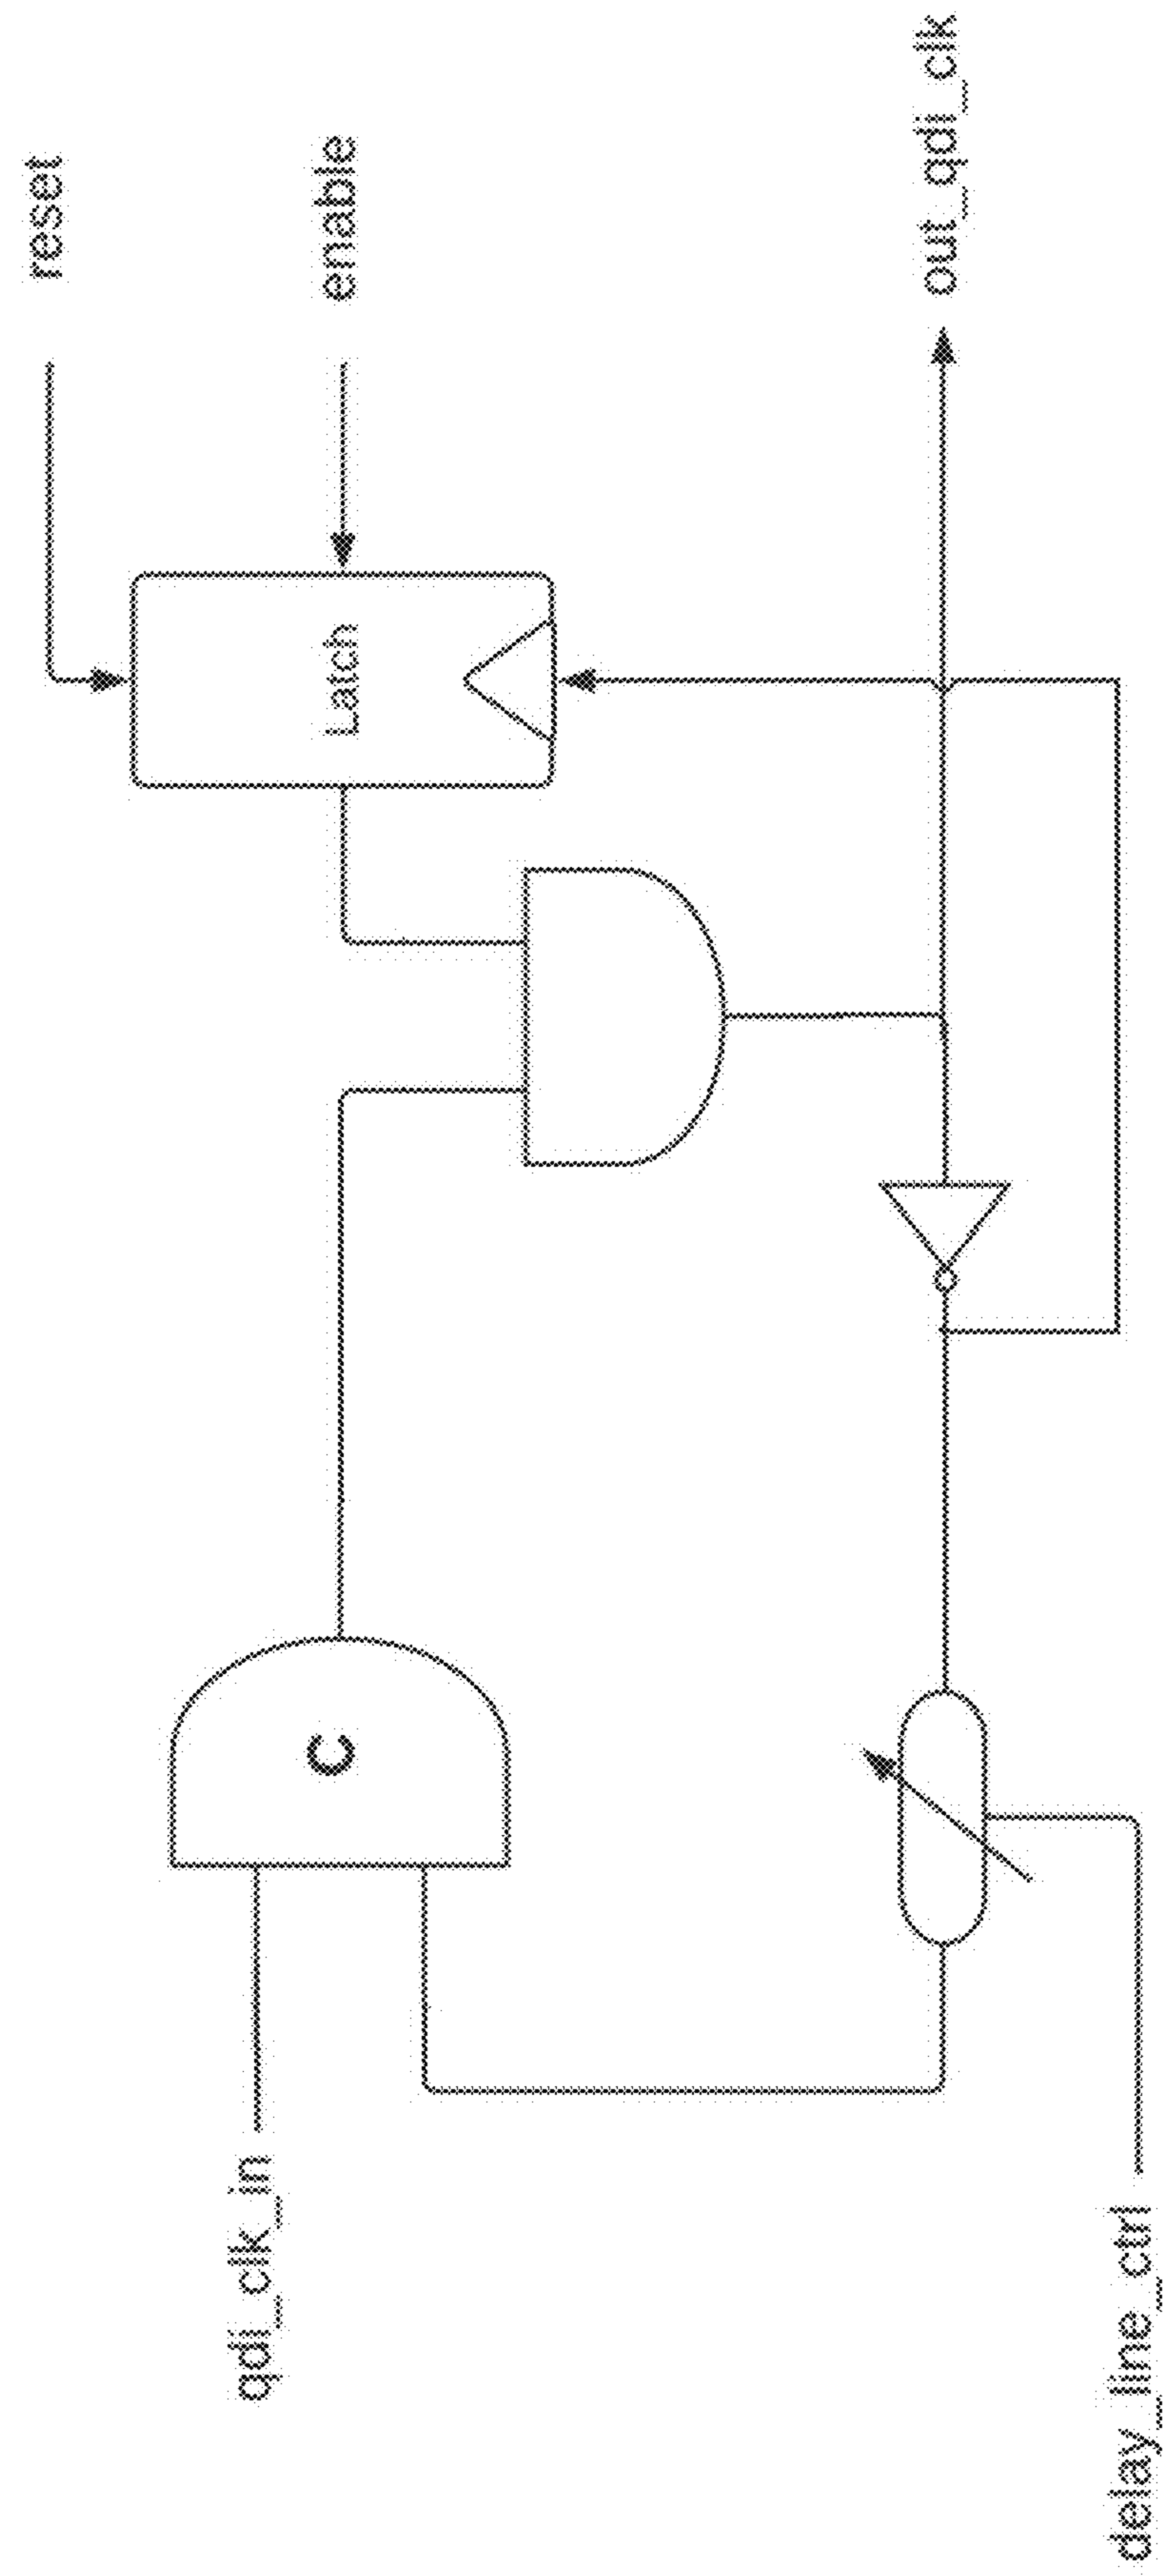 reset
enable
out_qdi_clk
Latch
C
qdi_clk_in
delay_line_ctrl